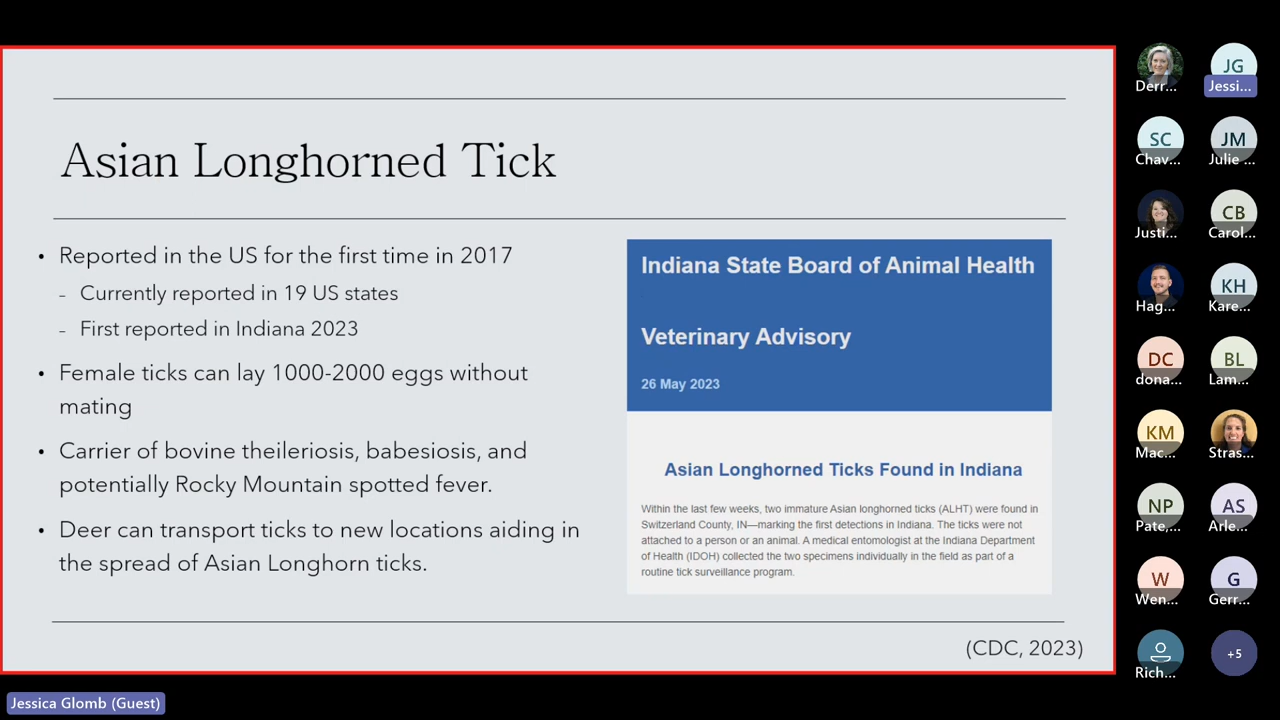 Asian Longhorned Tick
• Reported in the US for the first time in 2017
- Currently reported in 19 US states
- First reported in Indiana 2023
• Female ticks can lay 1000-2000 eggs without
mating
• Carrier of bovine theileriosis, babesiosis, and
potentially Rocky Mountain spotted fever.
• Deer can transport ticks to new locations aiding in
the spread of Asian Longhorn ticks.
Indiana State Board of Animal Health
Veterinary Advisory
26 May 2023
Asian Longhorned Ticks Found in Indiana
Within the last few weeks, two immature Asian longhorned ticks (ALHT) were found in
Switzerland County, IN—marking the first detections in Indiana. The ticks were not
attached to a person or an animal. A medical entomologist at the Indiana Department
of Health (IDOH) collected the two specimens individually in the field as part of a
routine tick surveillance program.
(CDC, 2023)
Jessica Glomb (Guest)
Derr...
JG
Jessi...
SC
Chav...
JM
Julie ...
Justi...
CB
Carol...
Hag...
KH
Kare...
DC
dona...
BL
Lam...
KM
Mac...
Stras...
NP
Pate,...
AS
Arle...
W
Wen...
G
Gerr...
Rich...
+5